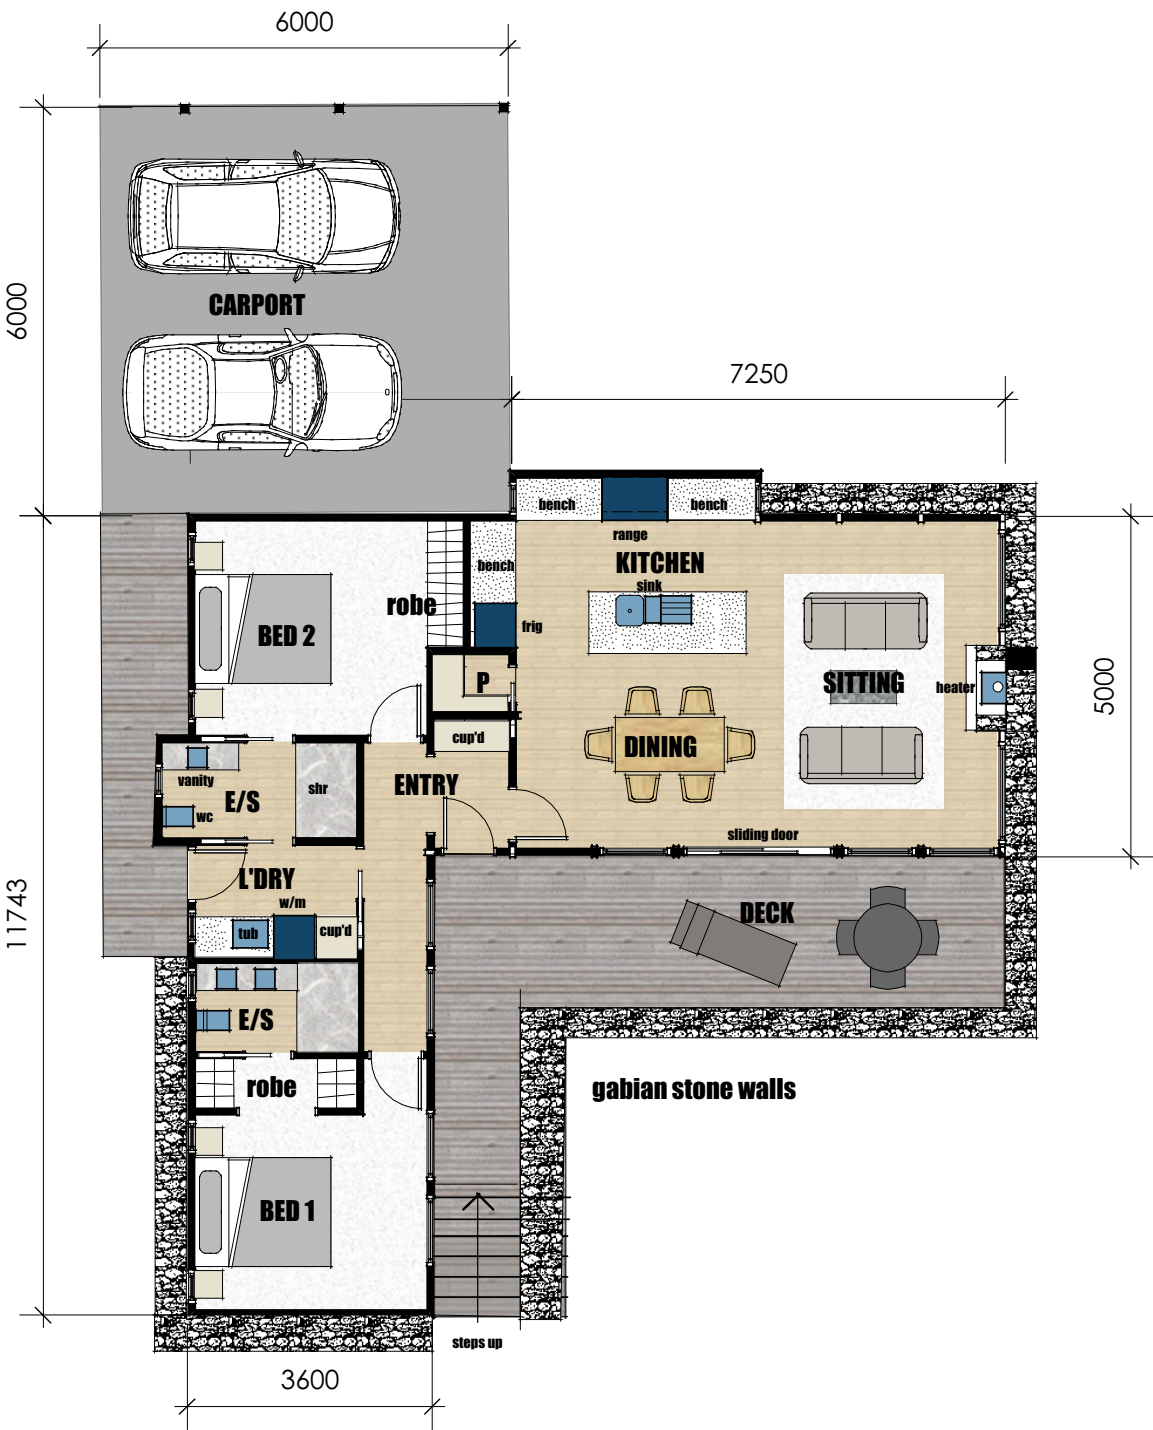 6000
6000
CARPORT
7250
bench
bench
range
KITCHEN
bench
sink
robe
frig
BED 2
P
SITTING
heater
5000
cup'd
DINING
vanity
ENTRY
shr
E/S
wc
sliding door
L'DRY
w/m
DECK
11743
tub
cup'd
E/S
robe
gabian stone walls
BED 1
steps up
3600